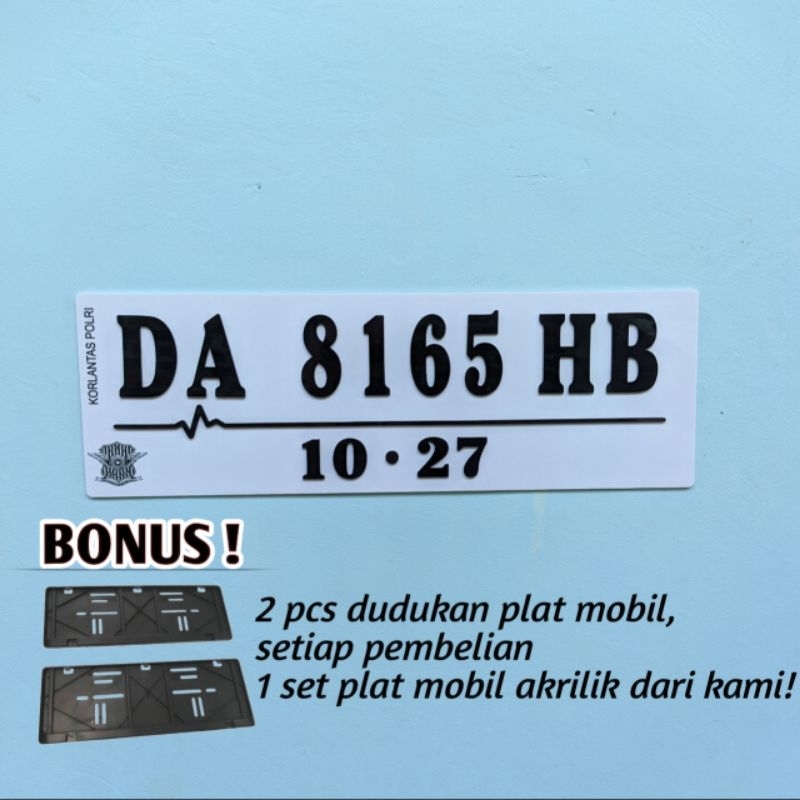 KORLANTAS POLRI
DA 8165 HB
10 • 27
BONUS !
2 pcs dudukan plat mobil,
setiap pembelian
1 set plat mobil akrilik dari kami!